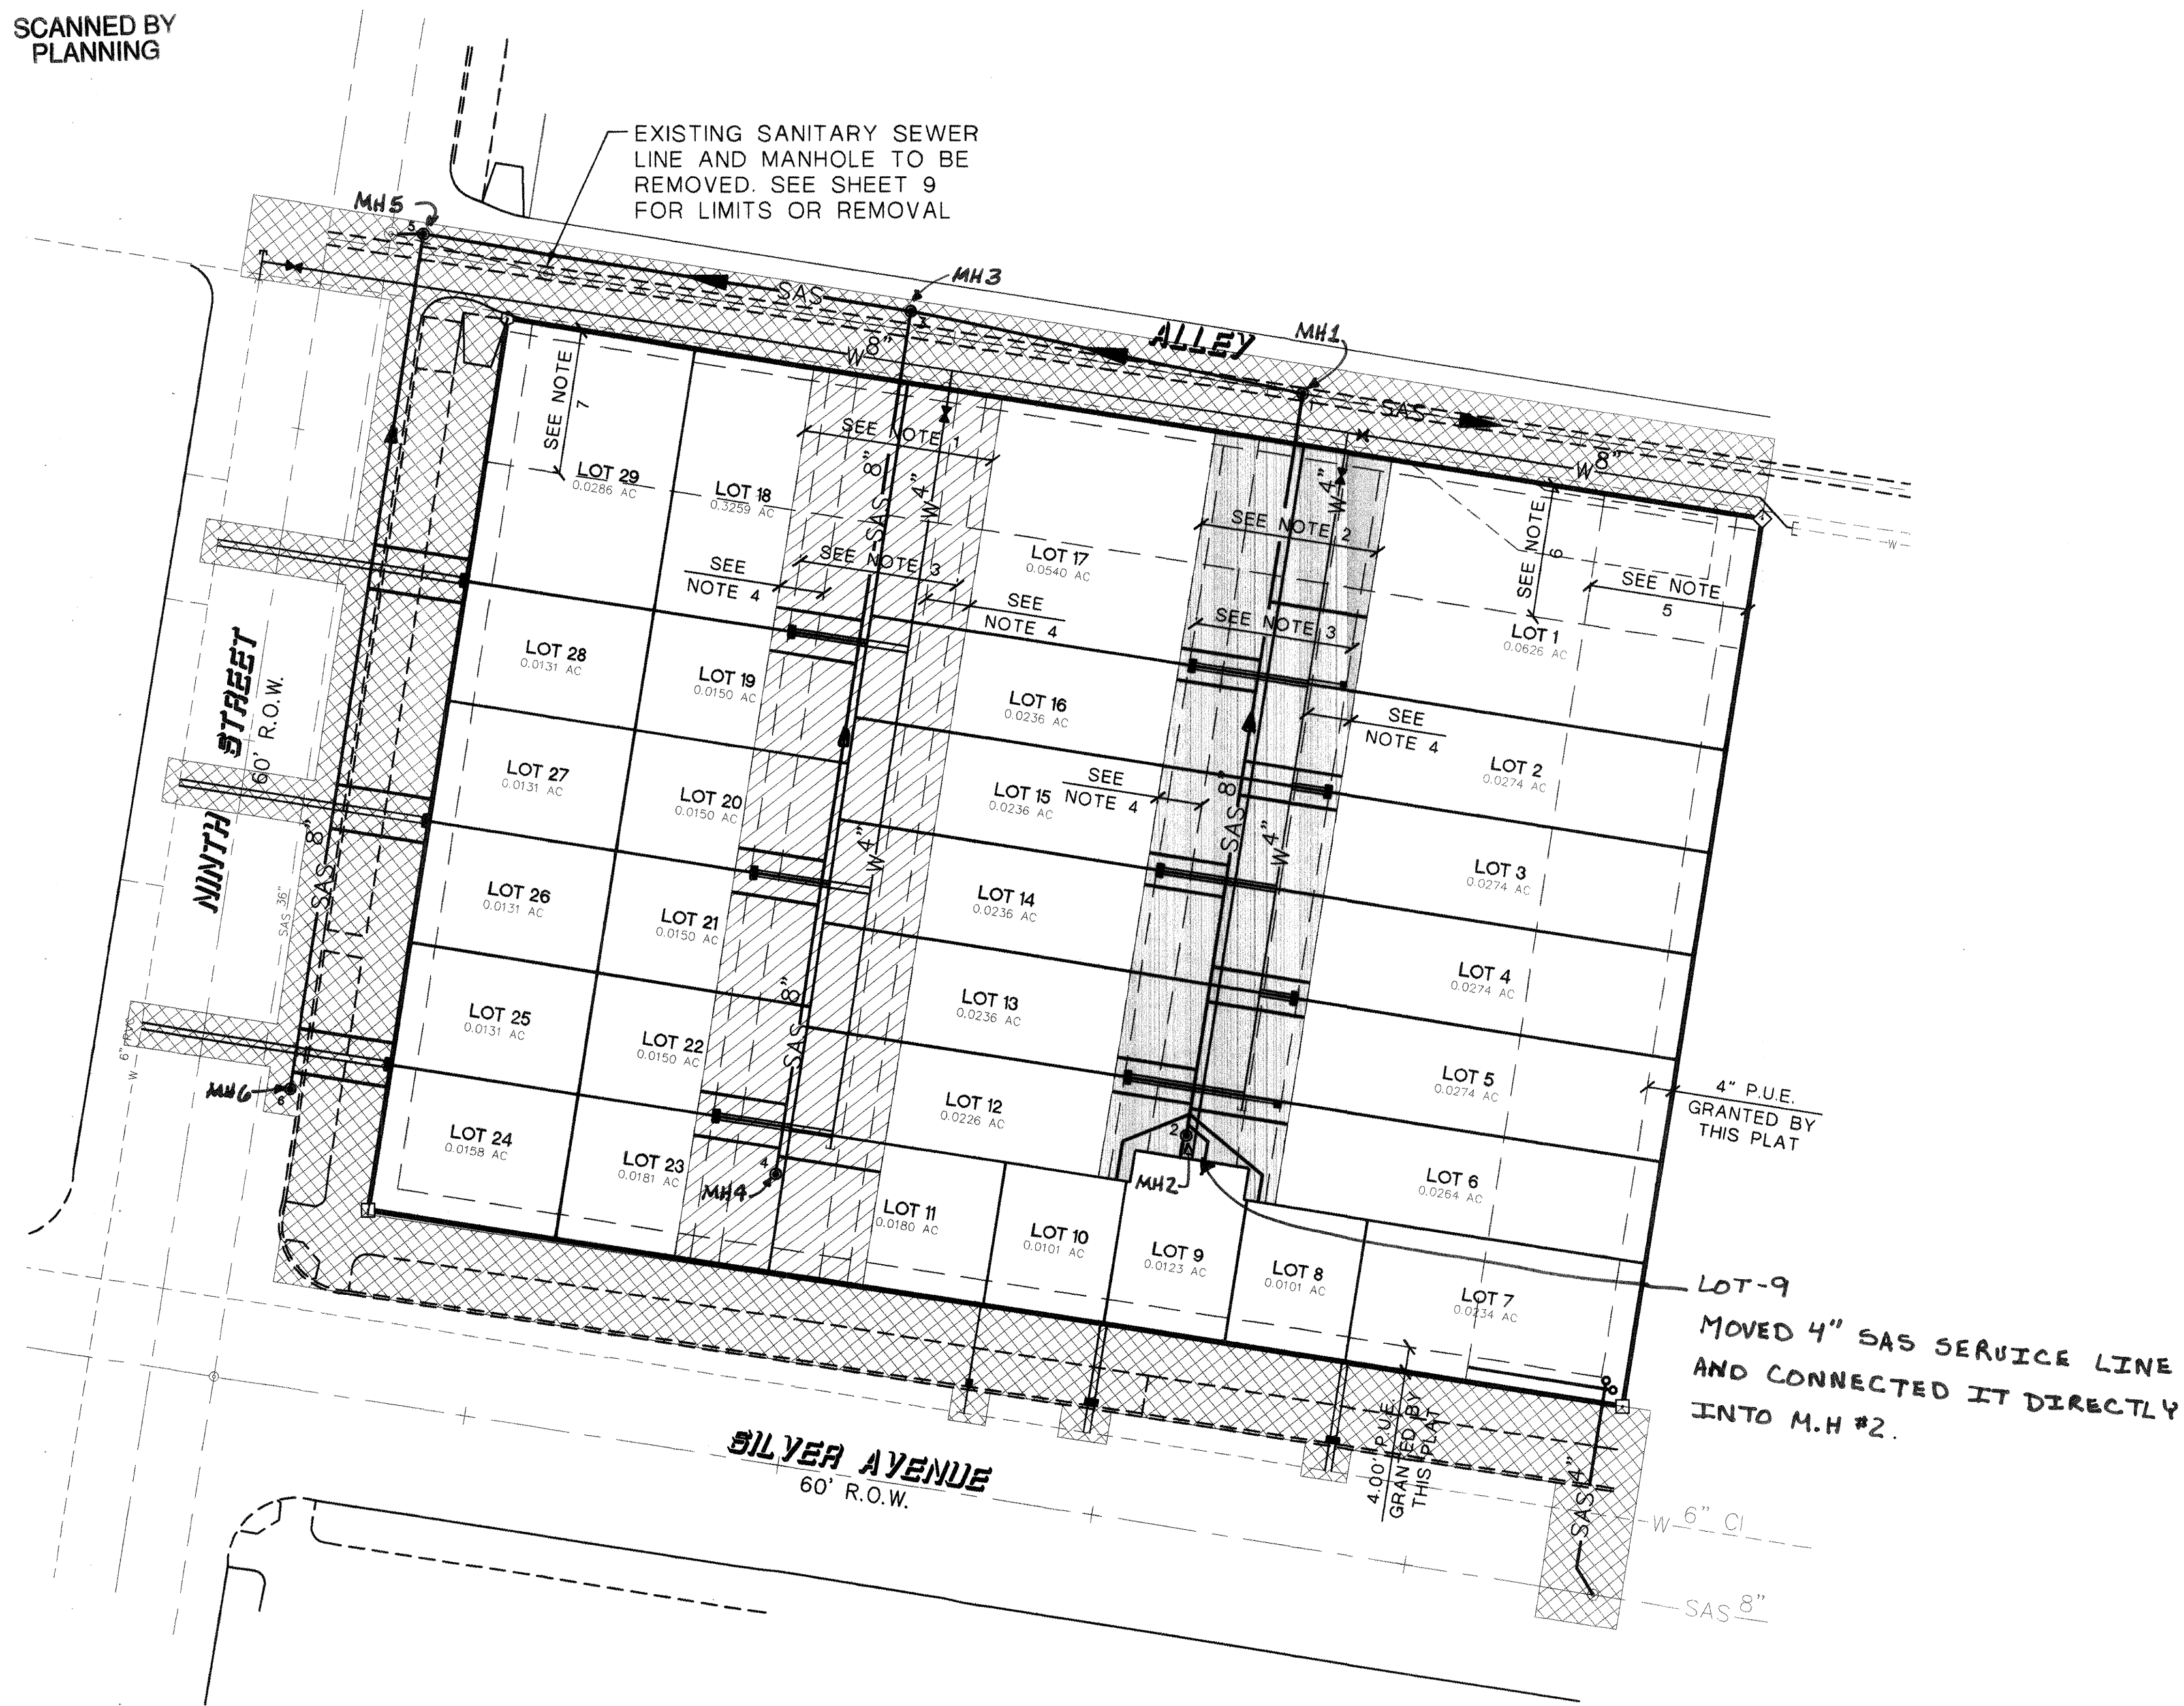 SCANNED BY
PLANNING
EXISTING SANITARY SEWER
LINE AND MANHOLE TO BE
REMOVED. SEE SHEET 9
FOR LIMITS OR REMOVAL
MH5
5
SAS
MH3
3
ALLEY
MH1
1
SAS
W 8"
W 8"
SEE NOTE
7
SEE NOTE 1
SEE NOTE 2
SEE NOTE
6
SEE NOTE
5
LOT 29
0.0286 AC
LOT 18
0.3259 AC
SAS 8"
W 4"
LOT 17
0.0540 AC
W 4"
LOT 1
0.0626 AC
SEE
NOTE 4
SEE NOTE 3
SEE
NOTE 4
SEE NOTE 3
LOT 28
0.0131 AC
LOT 19
0.0150 AC
LOT 16
0.0236 AC
SEE
NOTE 4
LOT 2
0.0274 AC
NINTH STREET
60' R.O.W.
LOT 27
0.0131 AC
LOT 20
0.0150 AC
LOT 15
0.0236 AC
SEE
NOTE 4
SAS 8"
W 4"
W 4"
LOT 3
0.0274 AC
SAS 8"
SAS 36"
LOT 26
0.0131 AC
LOT 21
0.0150 AC
LOT 14
0.0236 AC
LOT 4
0.0274 AC
LOT 25
0.0131 AC
LOT 22
0.0150 AC
SAS 8"
LOT 13
0.0236 AC
LOT 5
0.0274 AC
4" P.U.E.
GRANTED BY
THIS PLAT
6" PVC
W
W
MH6
6
LOT 24
0.0158 AC
LOT 23
0.0181 AC
MH4
4
LOT 12
0.0226 AC
2
MH2
LOT 6
0.0264 AC
LOT 11
0.0180 AC
LOT 10
0.0101 AC
LOT 9
0.0123 AC
LOT 8
0.0101 AC
LOT 7
0.0234 AC
LOT-9
MOVED 4" SAS SERVICE LINE
AND CONNECTED IT DIRECTLY
INTO M.H #2.
SILVER AVENUE
60' R.O.W.
4.00' P.U.E.
GRANTED BY
THIS PLAT
SAS 4"
W 6" CI
SAS 8"